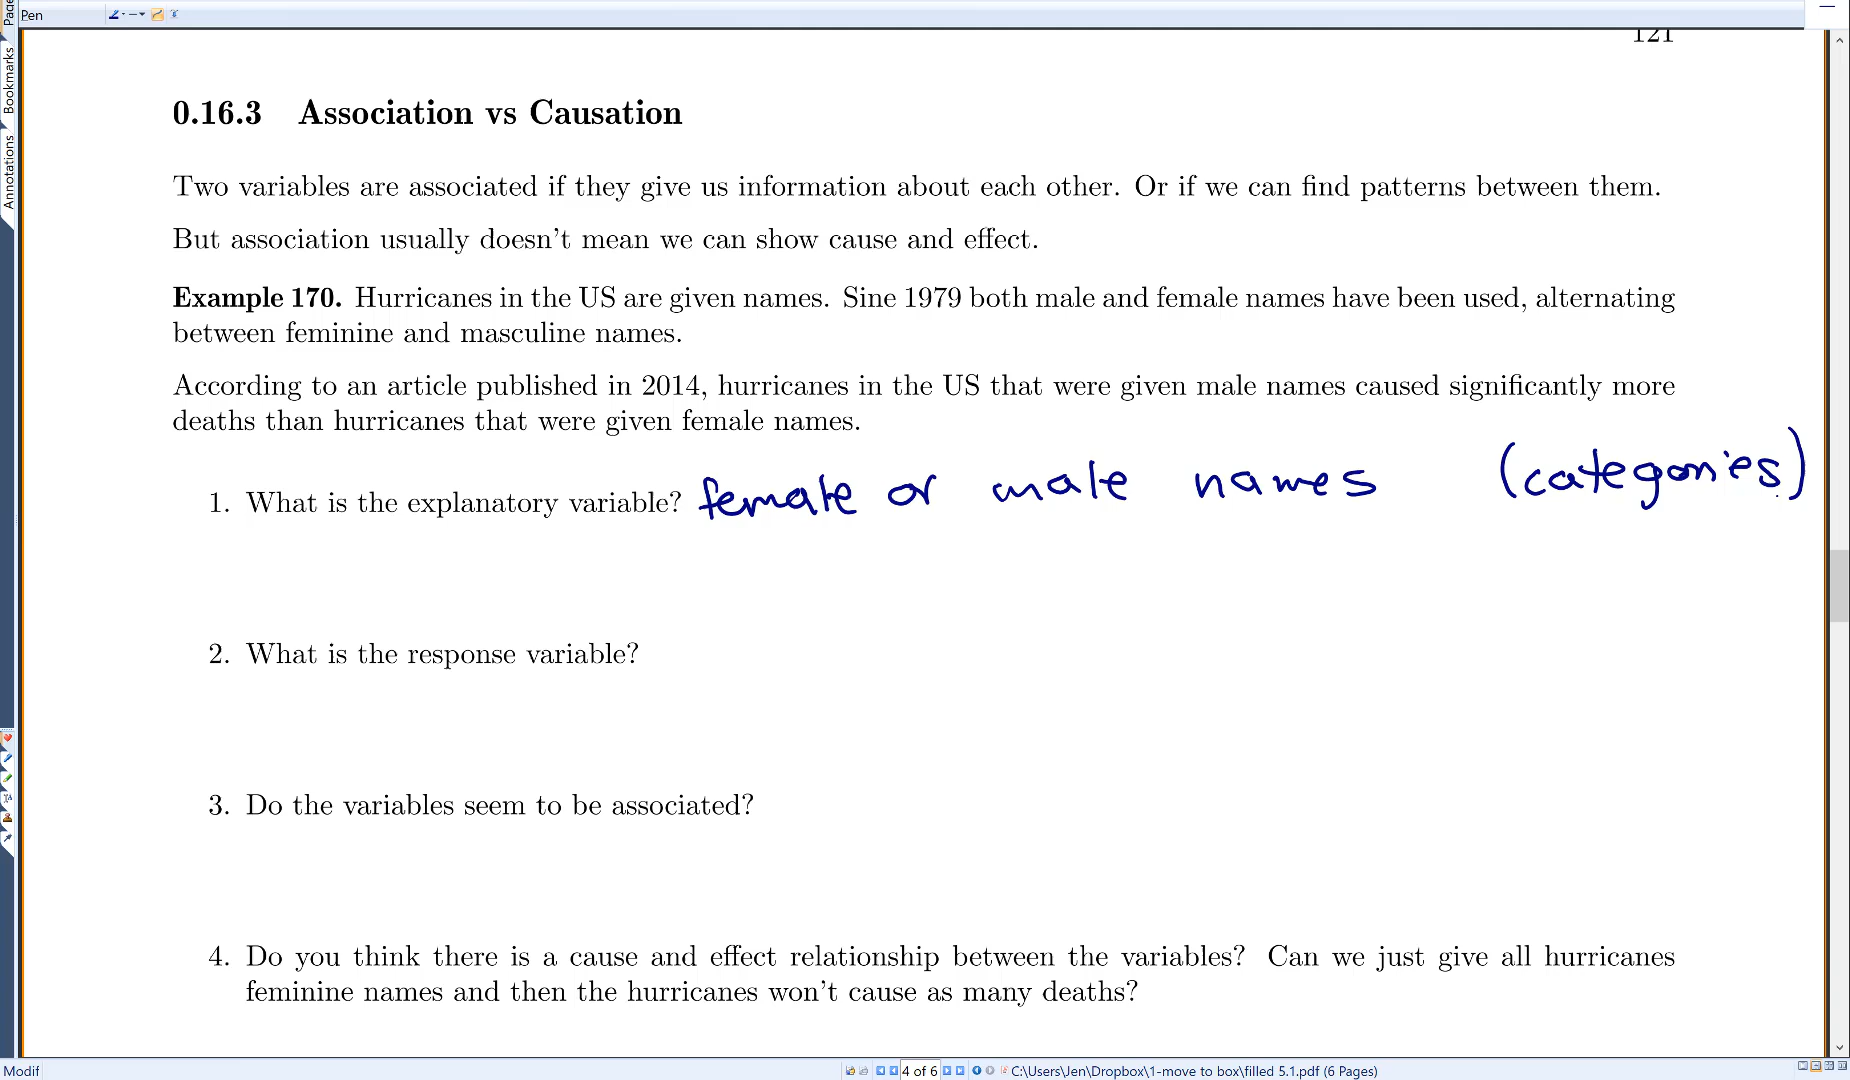 Page
Pen
Bookmarks
Annotations
121
0.16.3 Association vs Causation
Two variables are associated if they give us information about each other. Or if we can find patterns between them.
But association usually doesn't mean we can show cause and effect.
Example 170. Hurricanes in the US are given names. Sine 1979 both male and female names have been used, alternating
between feminine and masculine names.
According to an article published in 2014, hurricanes in the US that were given male names caused significantly more
deaths than hurricanes that were given female names.
1. What is the explanatory variable? female or male names (categories)
2. What is the response variable?
3. Do the variables seem to be associated?
4. Do you think there is a cause and effect relationship between the variables? Can we just give all hurricanes
feminine names and then the hurricanes won't cause as many deaths?
Modif
4 of 6
C:\Users\Jen\Dropbox\1-move to box\filled 5.1.pdf (6 Pages)